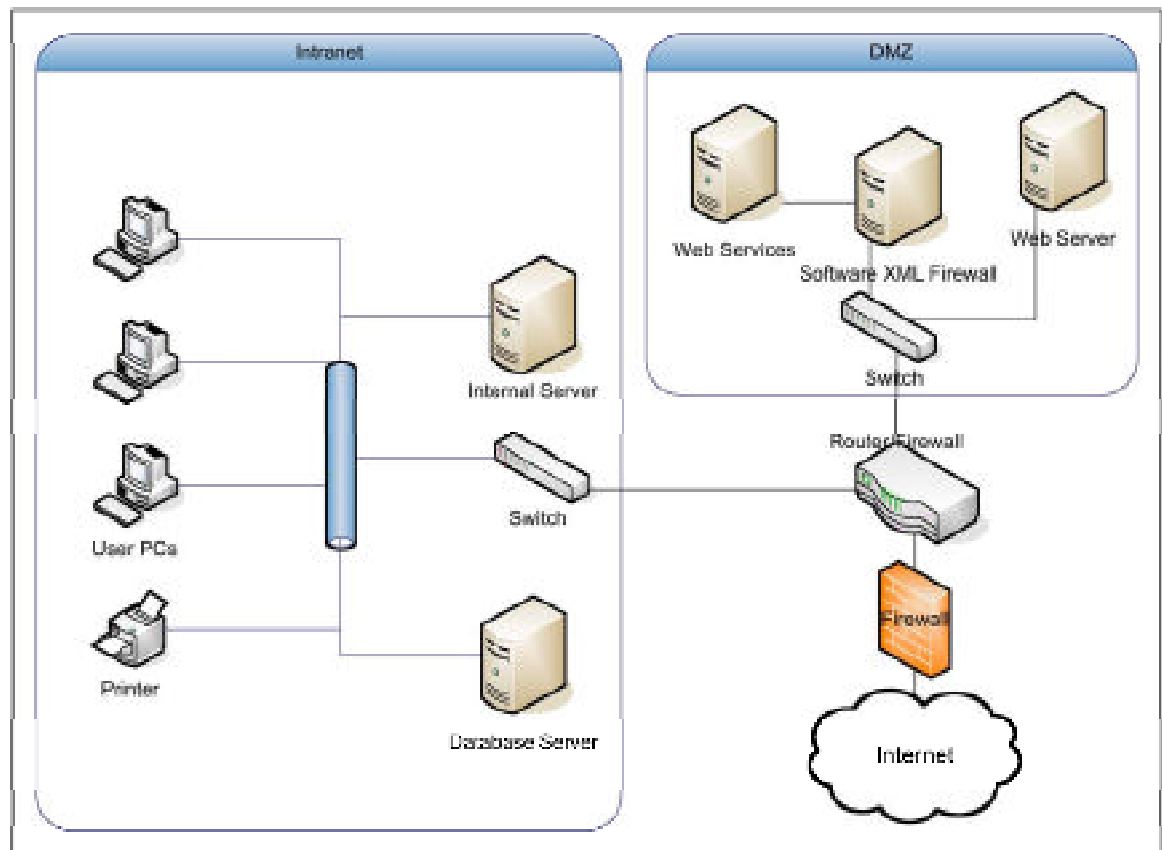 Intranet
DMZ
Web Services
Software XML Firewall
Web Server
Switch
Internal Server
Switch
User PCs
Printer
Database Server
Router/Firewall
Firewall
Internet